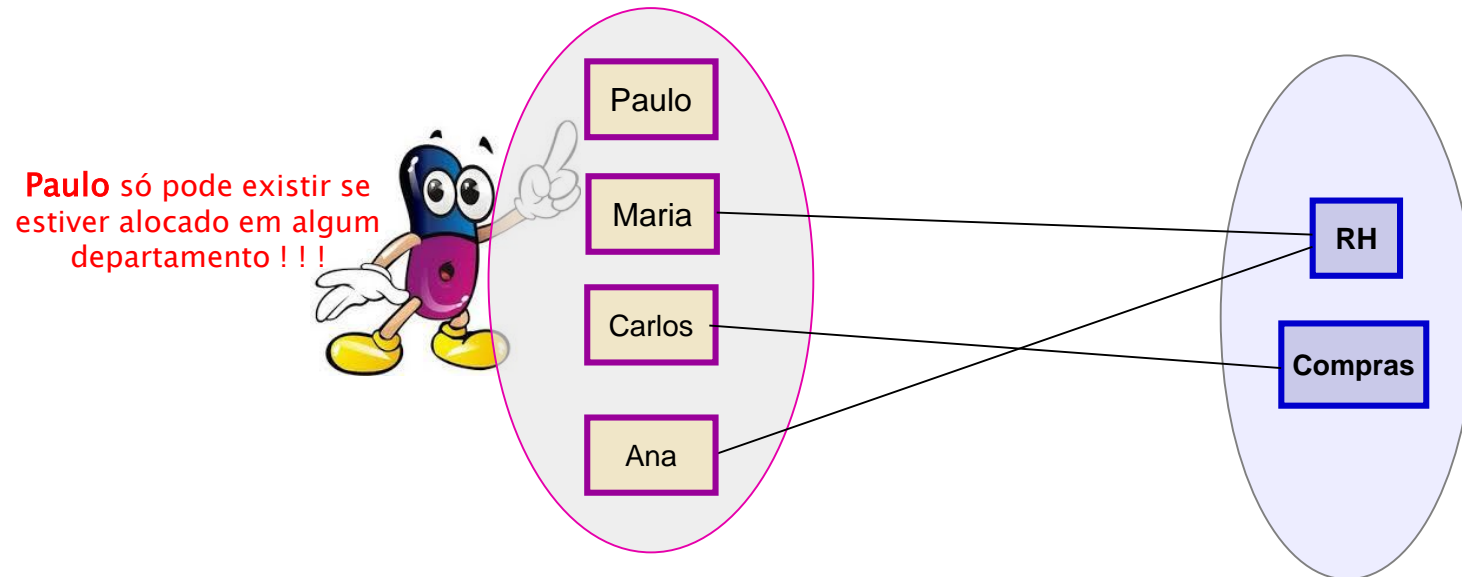 Paulo só pode existir se
estiver alocado em algum
departamento ! ! !
Paulo
Maria
Carlos
Ana
RH
Compras